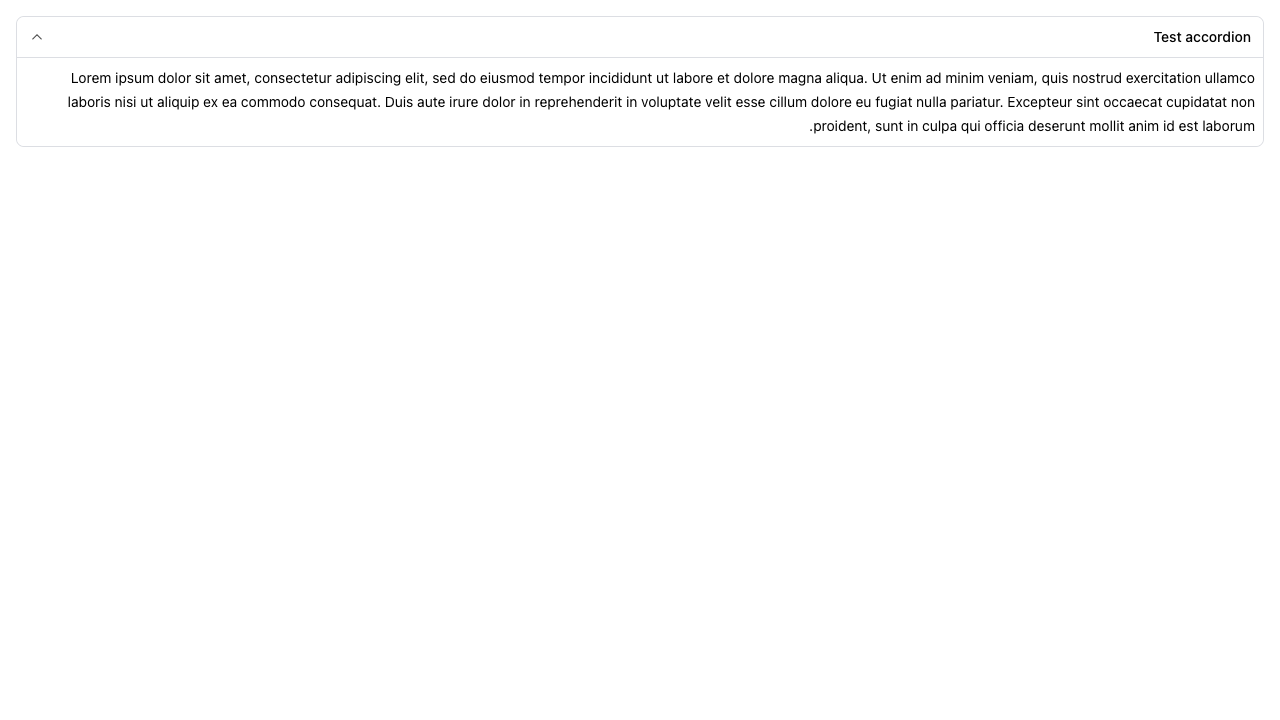 Test accordion
Lorem ipsum dolor sit amet, consectetur adipiscing elit, sed do eiusmod tempor incididunt ut labore et dolore magna aliqua. Ut enim ad minim veniam, quis nostrud exercitation ullamco
laboris nisi ut aliquip ex ea commodo consequat. Duis aute irure dolor in reprehenderit in voluptate velit esse cillum dolore eu fugiat nulla pariatur. Excepteur sint occaecat cupidatat non
.proident, sunt in culpa qui officia deserunt mollit anim id est laborum